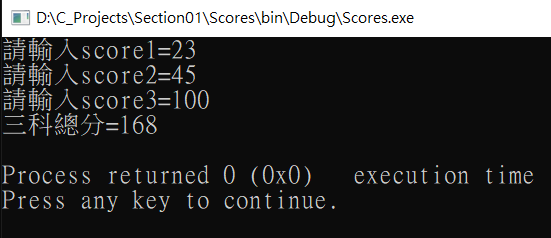 D:\C_Projects\Section01\Scores\bin\Debug\Scores.exe
請輸入score1=23
請輸入score2=45
請輸入score3=100
三科總分=168
Process returned 0 (0x0)   execution time
Press any key to continue.